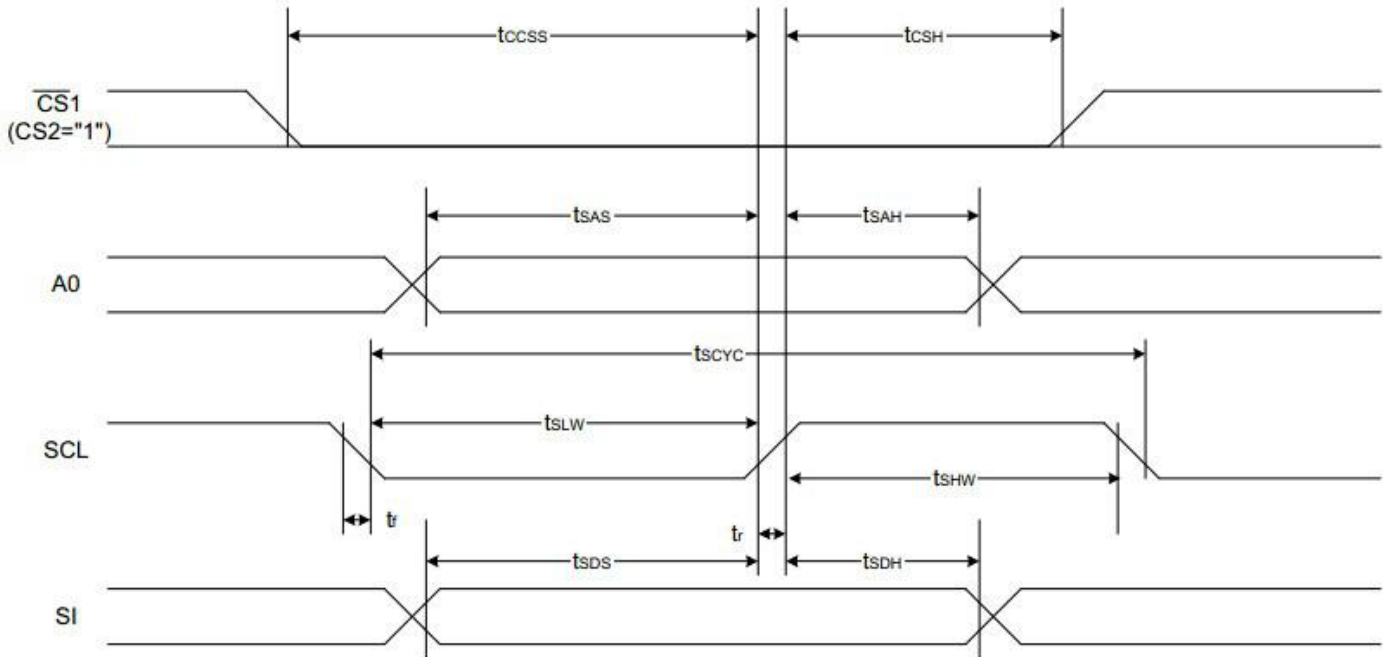 tCCSS tCSH
CS1
(CS2="1")
tSAS tSAH
A0
tSCYC
tSLW
SCL
tSHW
tf
tr
tSDS tSDH
SI